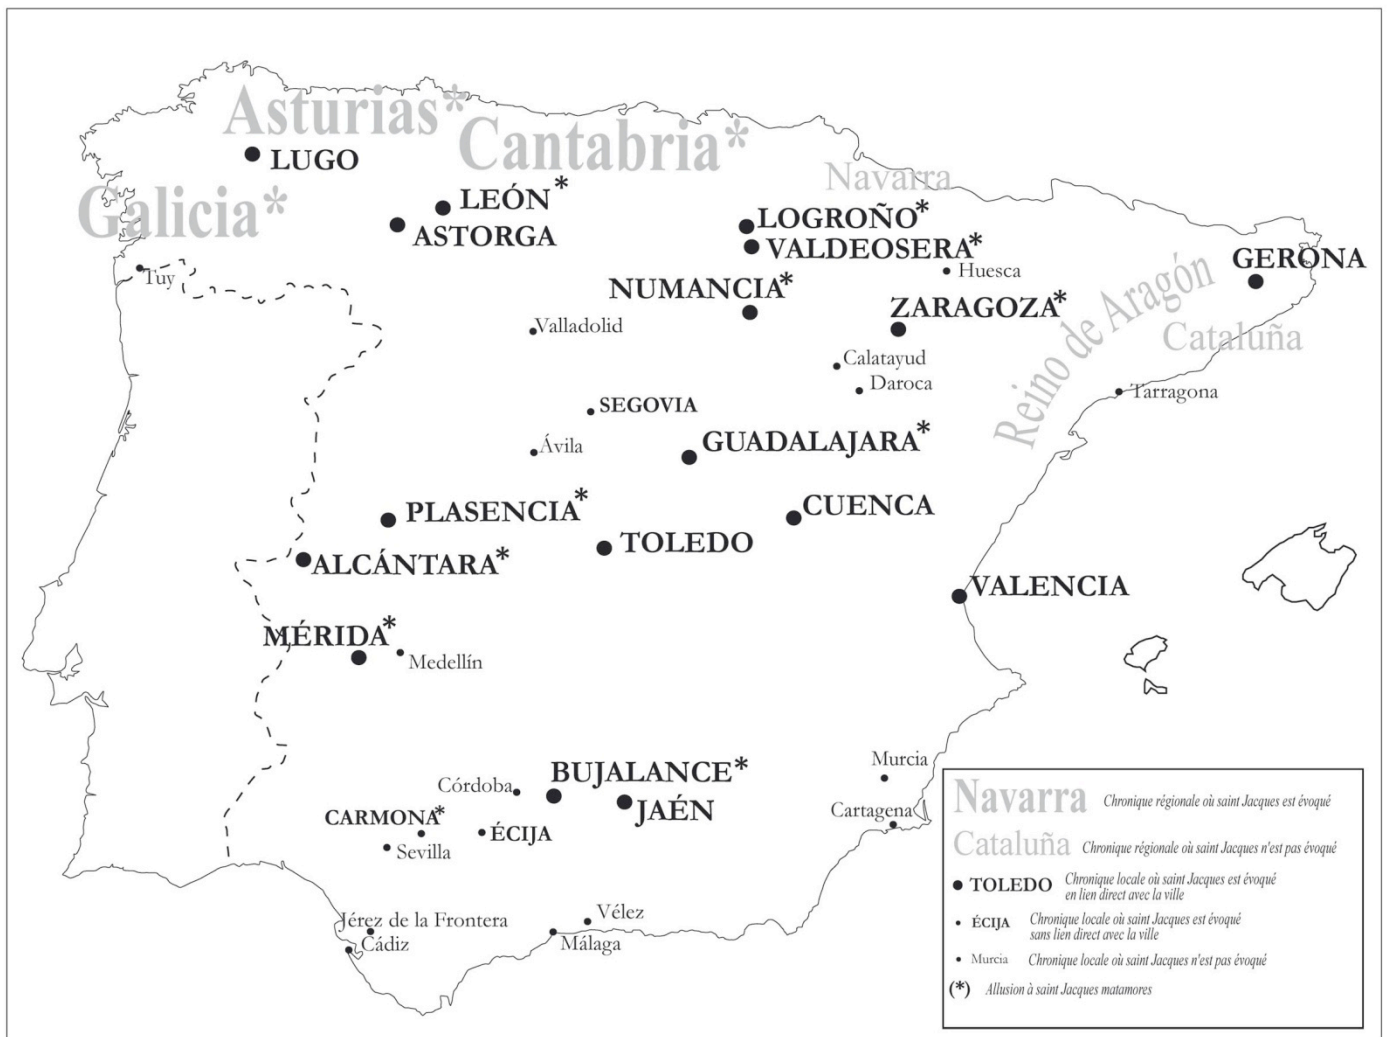 Asturias*
Cantabria*
LUGO
Navarra
Galicia*
LEÓN*
ASTORGA
LOGROÑO*
VALDEOSERA*
GERONA
Tuy
Huesca
NUMANCIA*
ZARAGOZA*
Reino de Aragón
Cataluña
Valladolid
Calatayud
Daroca
Tarragona
SEGOVIA
Ávila
GUADALAJARA*
PLASENCIA*
CUENCA
TOLEDO
ALCÁNTARA*
VALENCIA
MÉRIDA*
Medellín
Murcia
BUJALANCE*
Córdoba
JAÉN
Cartagena
CARMONA*
ÉCIJA
Sevilla
Jérez de la Frontera
Vélez
Cádiz
Málaga
Navarra Chronique régionale où saint Jacques est évoqué
Cataluña Chronique régionale où saint Jacques n'est pas évoqué
TOLEDO Chronique locale où saint Jacques est évoqué
en lien direct avec la ville
ÉCIJA Chronique locale où saint Jacques est évoqué
sans lien direct avec la ville
Murcia Chronique locale où saint Jacques n'est pas évoqué
(*) Allusion à saint Jacques matamores